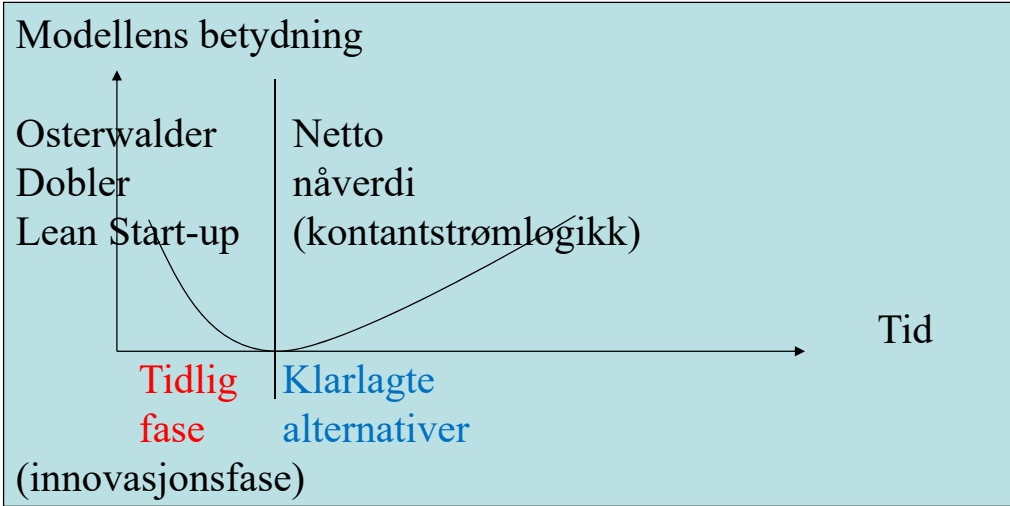 Modellens betydning
Osterwalder
Dobler
Lean Start-up
Netto
nåverdi
(kontantstrømlogikk)
Tid
Tidlig
fase
(innovasjonsfase)
Klarlagte
alternativer